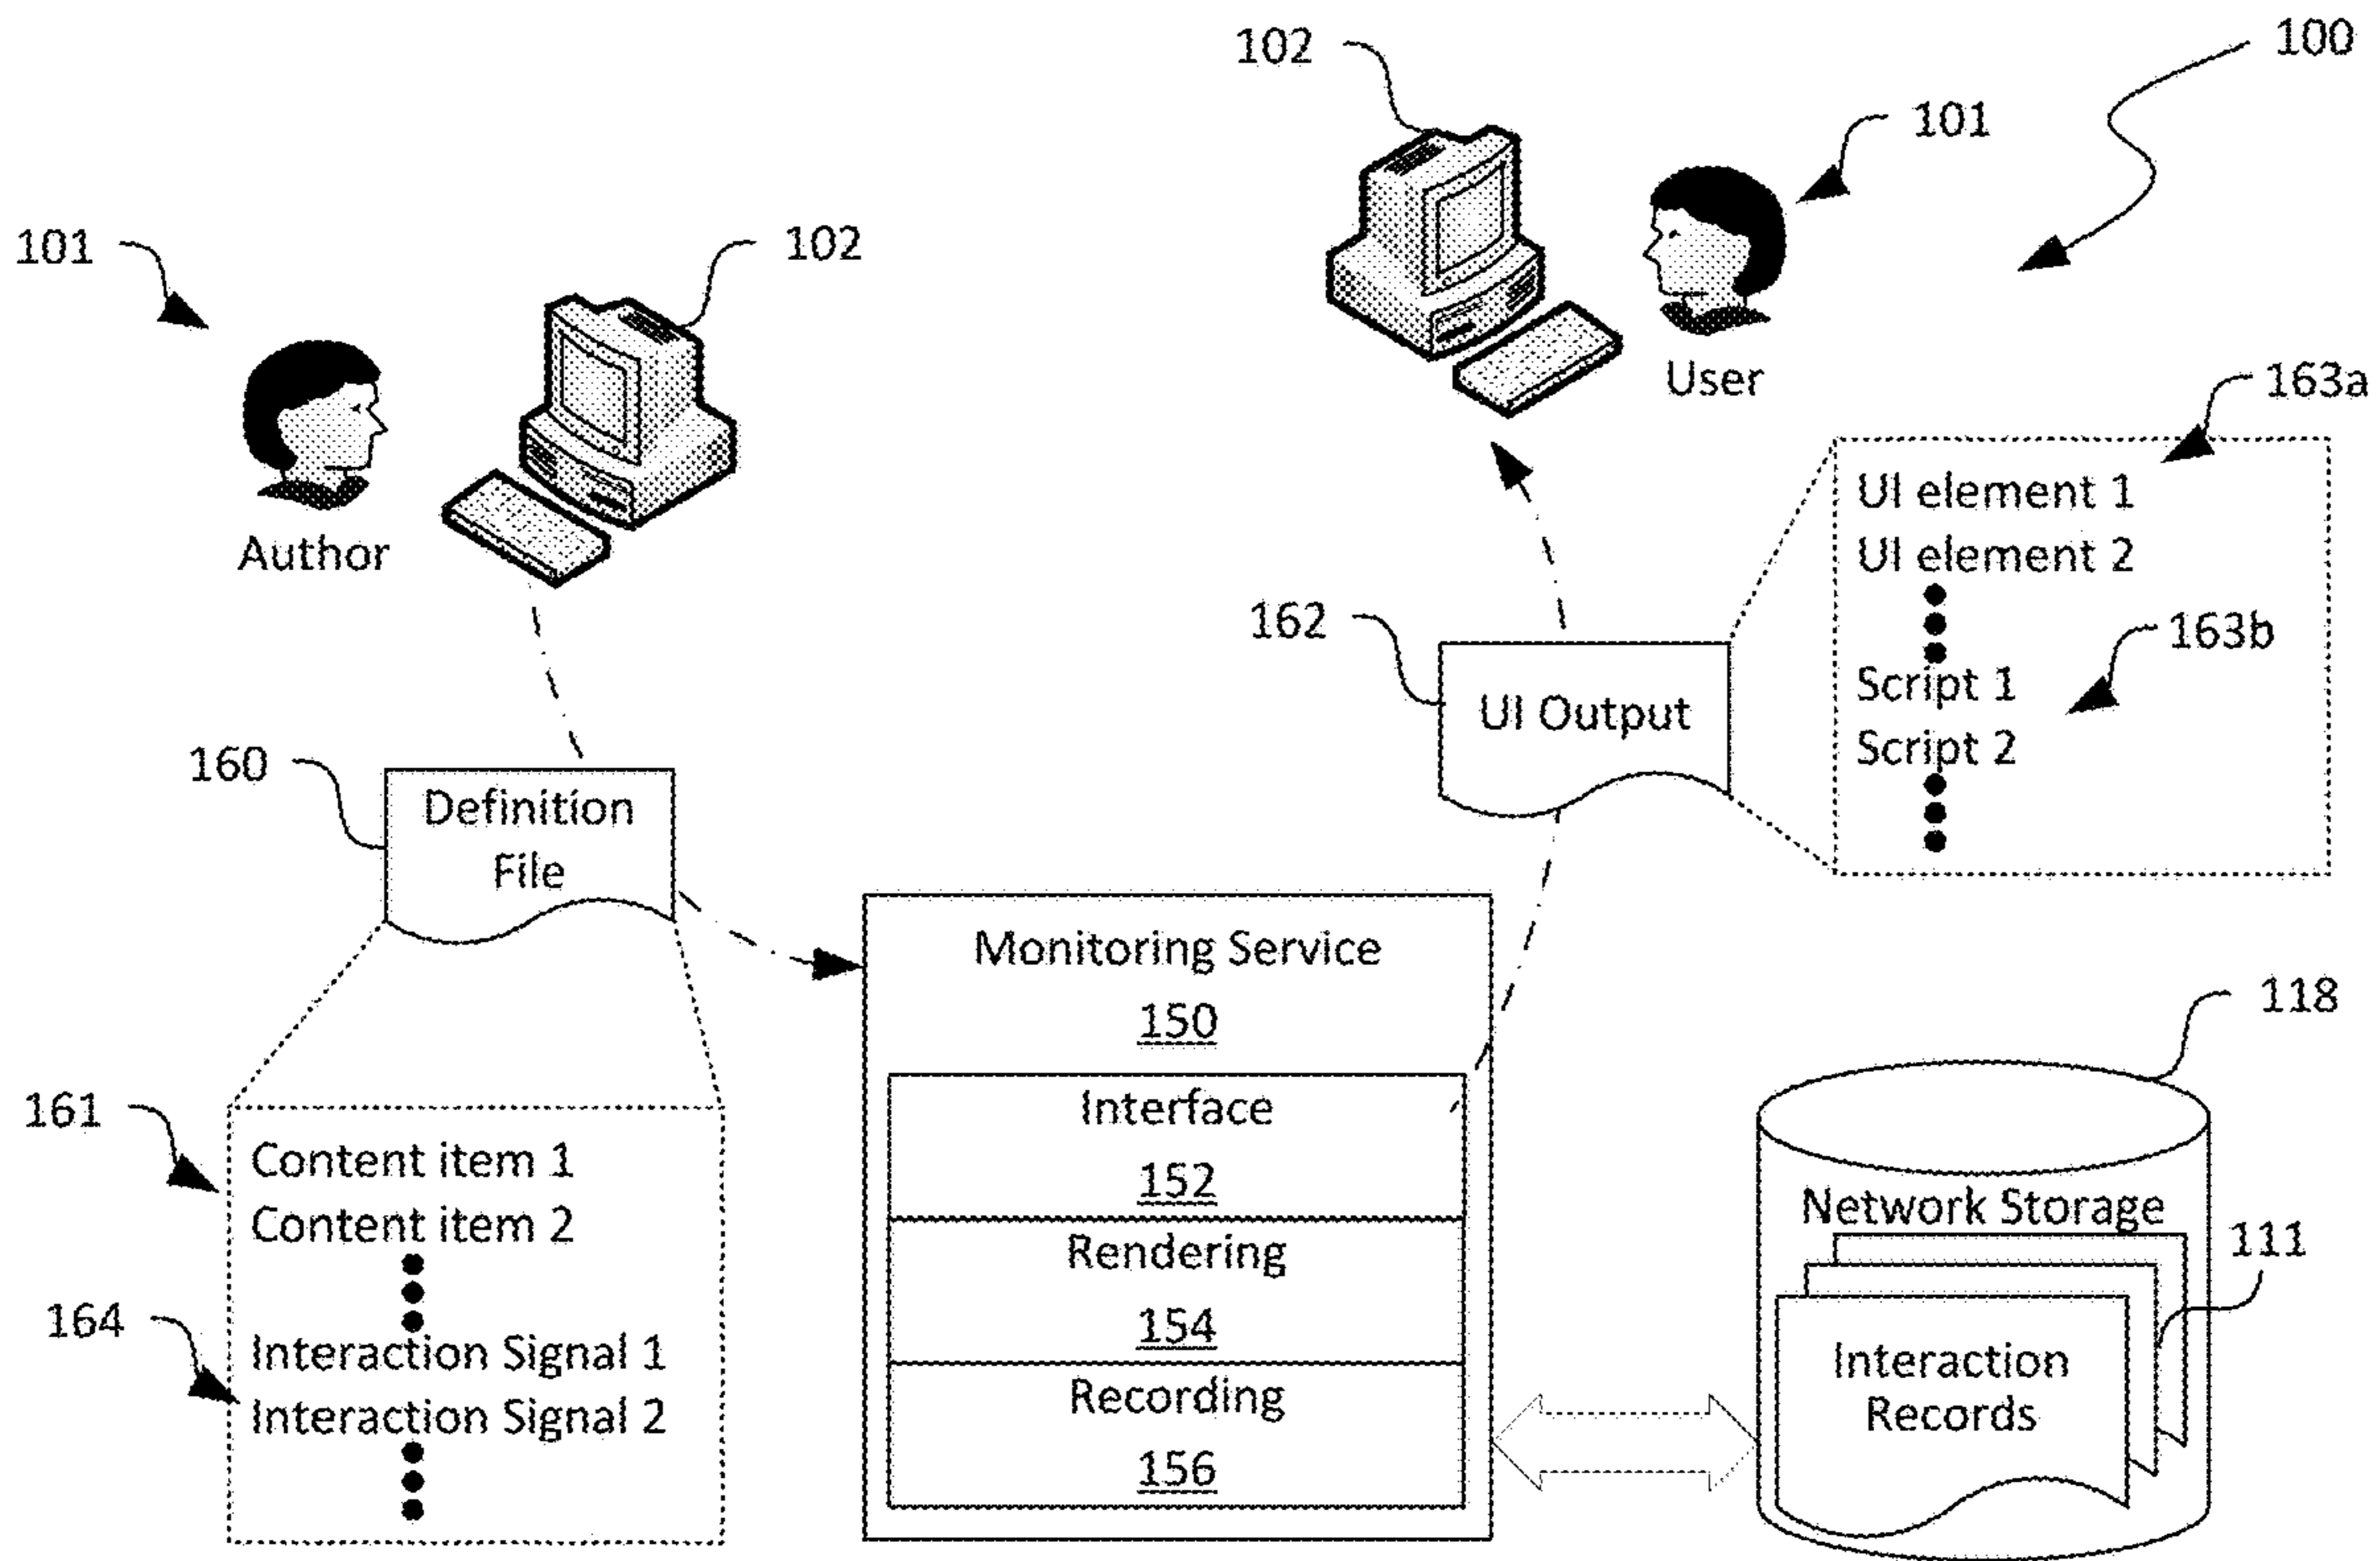 100
102
101
101
102
User
163a
UI element 1
UI element 2
Author
162
163b
UI Output
Script 1
Script 2
160
Definition
File
Monitoring Service
150
118
Interface
152
161
Content item 1
Content item 2
Network Storage
111
Rendering
154
164
Interaction Signal 1
Interaction Signal 2
Interaction
Records
Recording
156